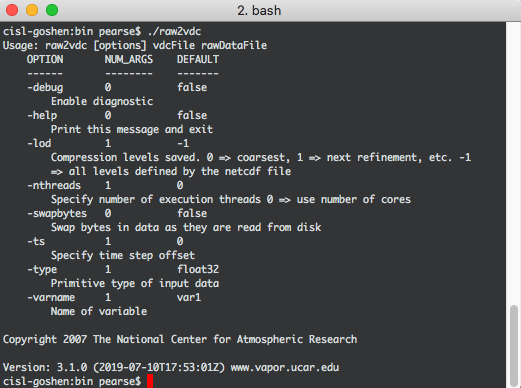 2. bash
cisl-goshen:bin pearse$ ./raw2vdc
Usage: raw2vdc [options] vdcFile rawDataFile
OPTION NUM_ARGS DEFAULT
------ -------- -------
-debug 0 false
Enable diagnostic
-help 0 false
Print this message and exit
-lod 1 -1
Compression levels saved. 0 => coarsest, 1 => next refinement, etc. -1
=> all levels defined by the netcdf file
-nthreads 1 0
Specify number of execution threads 0 => use number of cores
-swapbytes 0 false
Swap bytes in data as they are read from disk
-ts 1 0
Specify time step offset
-type 1 float32
Primitive type of input data
-varname 1 var1
Name of variable
Copyright 2007 The National Center for Atmospheric Research
Version: 3.1.0 (2019-07-10T17:53:01Z) www.vapor.ucar.edu
cisl-goshen:bin pearse$